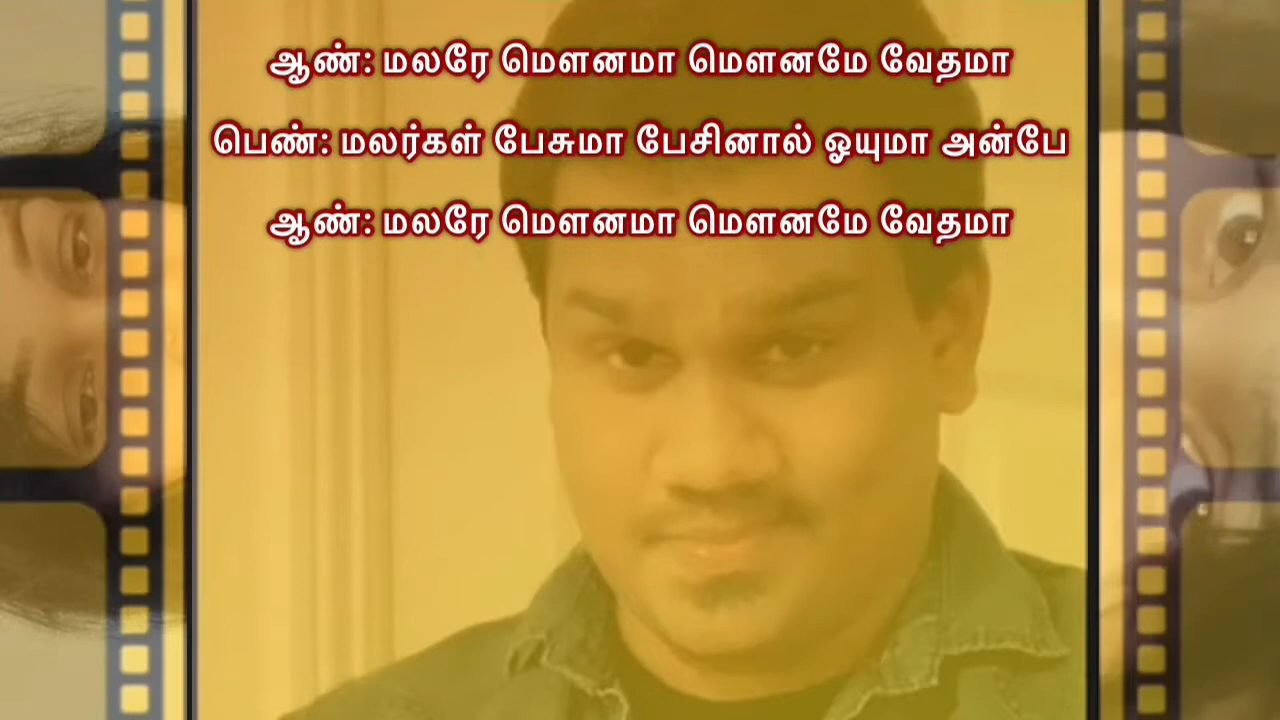 ஆண்: மலரே மௌனமா மௌனமே வேதமா
பெண்: மலர்கள் பேசுமா பேசினால் ஓயுமா அன்பே
ஆண்: மலரே மௌனமா மௌனமே வேதமா